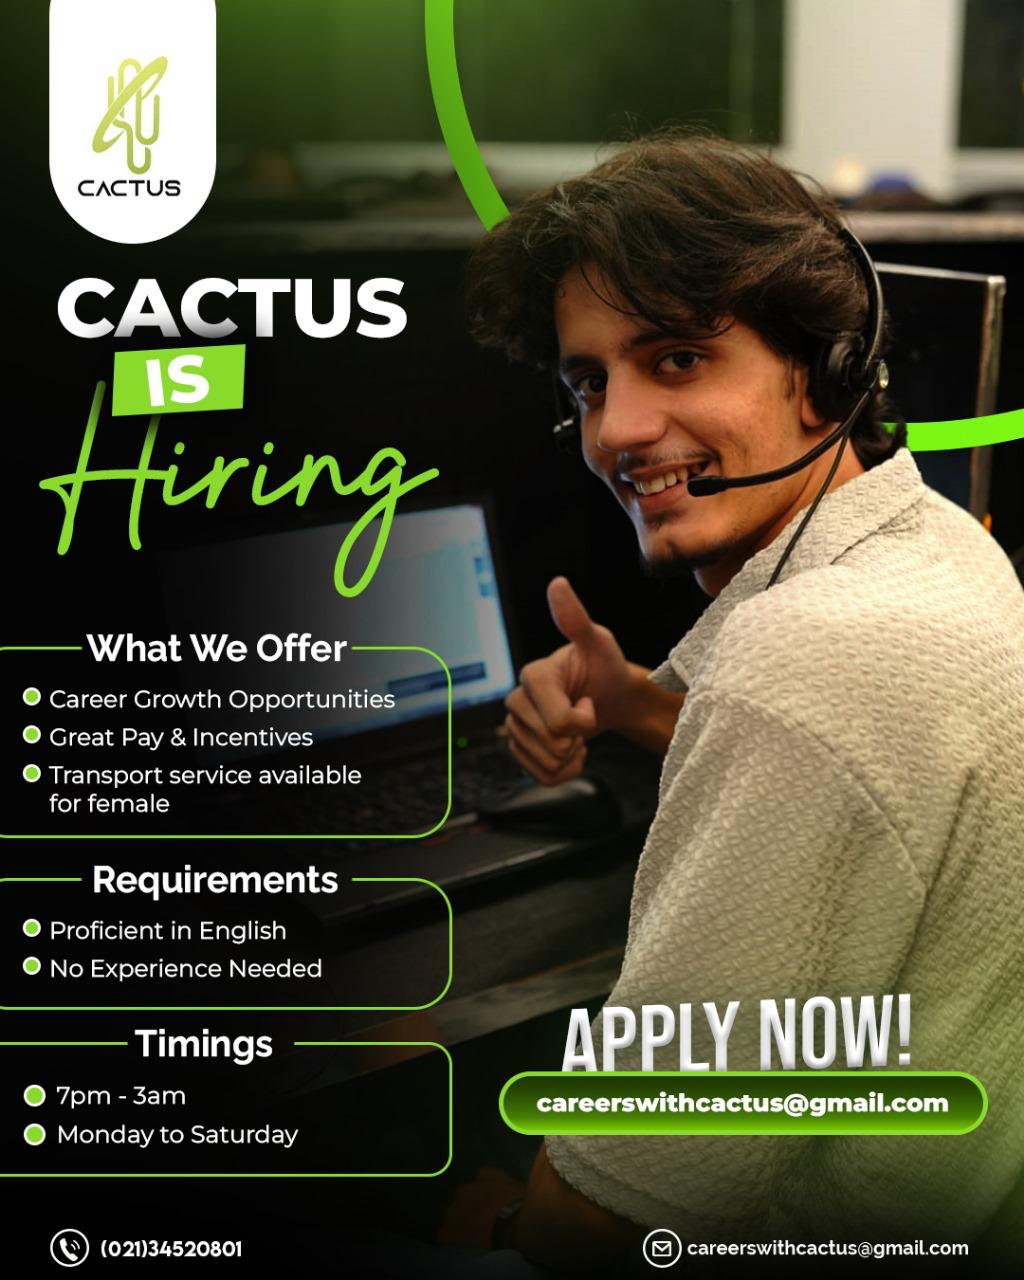 CACTUS
CACTUS
IS
Hiring
What We Offer
Career Growth Opportunities
Great Pay & Incentives
Transport service available
for female
Requirements
Proficient in English
No Experience Needed
Timings
7pm - 3am
Monday to Saturday
APPLY NOW!
careerswithcactus@gmail.com
(021)34520801
careerswithcactus@gmail.com